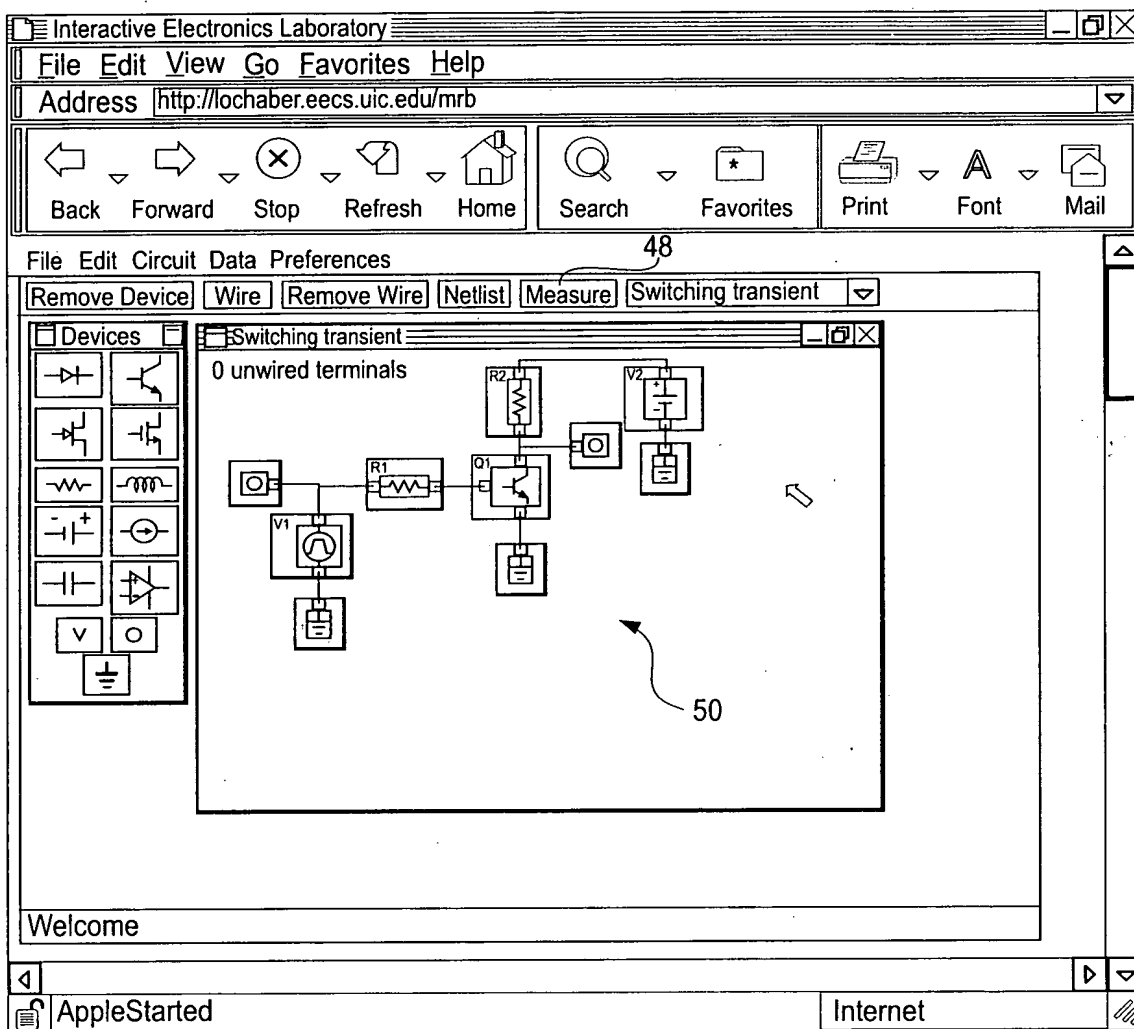 Interactive Electronics Laboratory
File Edit View Go Favorites Help
Address http://lochaber.eecs.uic.edu/mrb
Back Forward Stop Refresh Home Search Favorites Print A Font Mail
File Edit Circuit Data Preferences
48
Remove Device Wire Remove Wire Netlist Measure Switching transient
Devices
Switching transient
0 unwired terminals
R2
V2
+
-
R1
Q1
V1
- +
V O
50
Welcome
AppleStarted
Internet